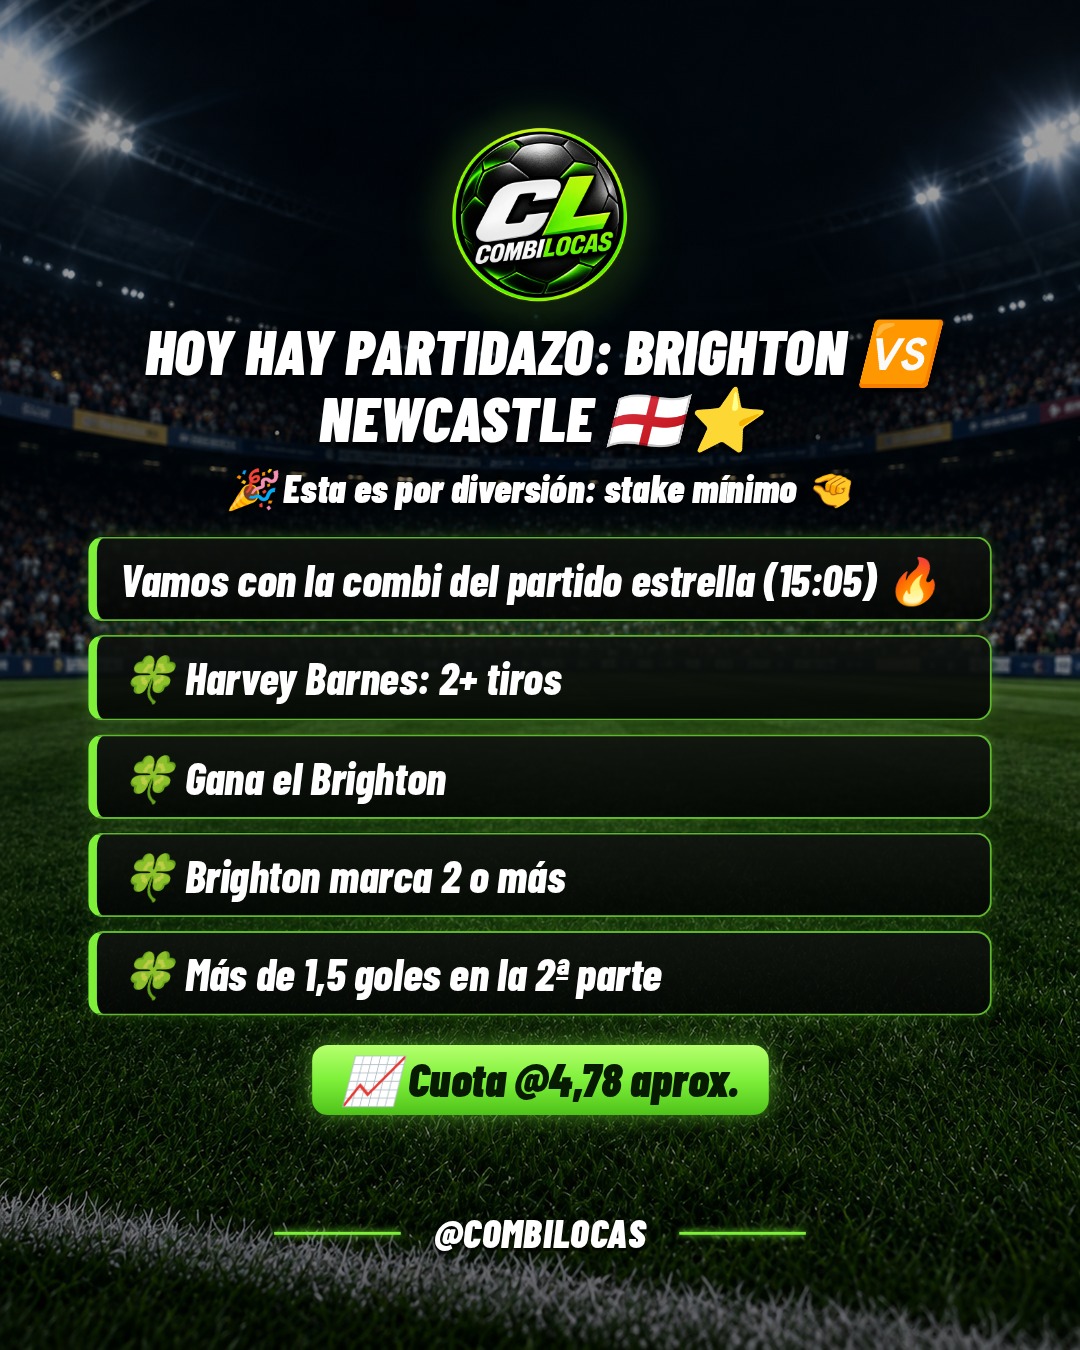 CL
COMBILOCAS
HOY HAY PARTIDAZO: BRIGHTON 🆚
NEWCASTLE 🏴󠁧󠁢󠁥󠁮󠁧󠁿⭐
🎉 Esta es por diversión: stake mínimo 🤏
Vamos con la combi del partido estrella (15:05) 🔥
🍀 Harvey Barnes: 2+ tiros
🍀 Gana el Brighton
🍀 Brighton marca 2 o más
🍀 Más de 1,5 goles en la 2ª parte
📈 Cuota @4,78 aprox.
@COMBILOCAS